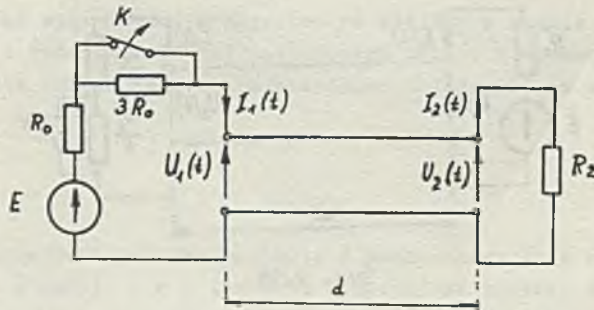 K
3R₀
I₁(t)
I₂(t)
R₀
U₁(t)
U₂(t)
R₂
E
d